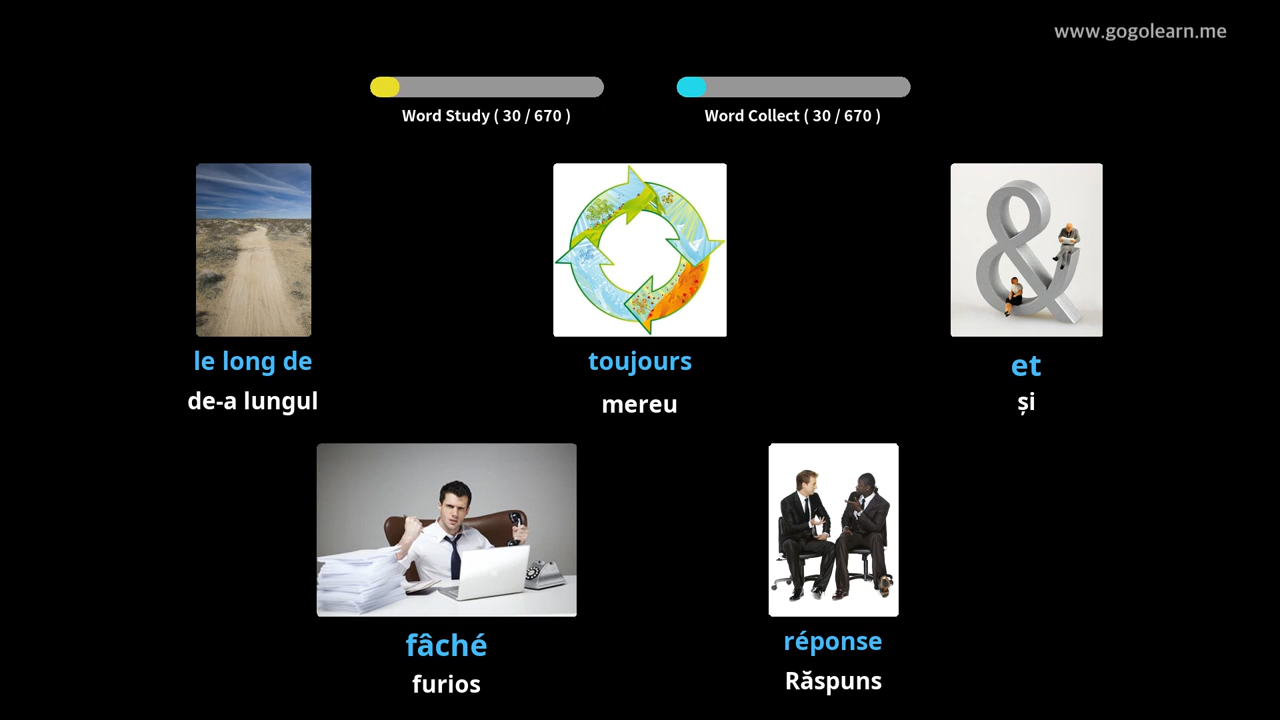 www.gogolearn.me
Word Study ( 30 / 670 )
Word Collect ( 30 / 670 )
le long de
de-a lungul
toujours
mereu
&
et
și
fâché
furios
réponse
Răspuns